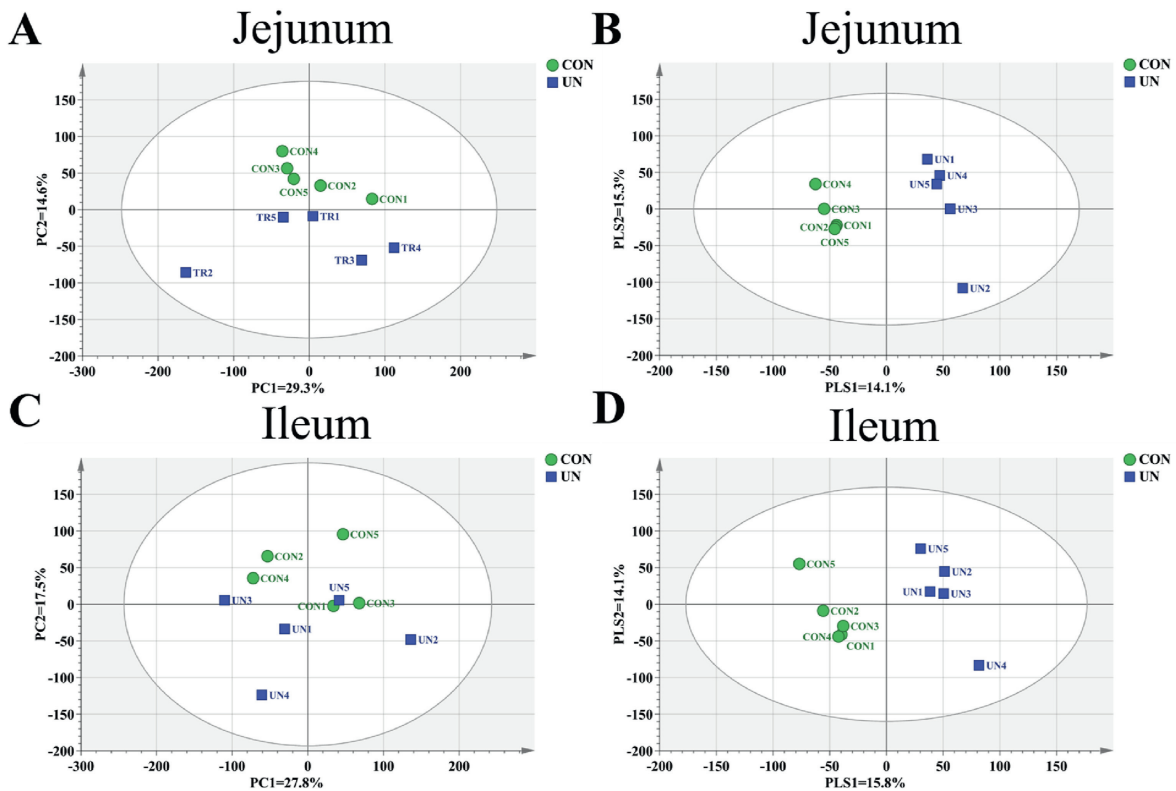 A
Jejunum
CON
UN
150
100
50
0
-50
-100
-150
-200
PC2=14.6%
CON4
CON3
CON5
CON2
CON1
TR5
TR1
TR4
TR3
TR2
-300
-200
-100
0
100
200
PC1=29.3%
B
Jejunum
CON
UN
150
100
50
0
-50
-100
-150
-200
PLS2=15.3%
UN1
UN4
UN5
UN3
UN2
CON4
CON3
CON2
CON1
CON5
-200
-150
-100
-50
0
50
100
150
PLS1=14.1%
C
Ileum
CON
UN
150
100
50
0
-50
-100
-150
-200
PC2=17.5%
CON5
CON2
CON4
UN3
UN5
CON1
CON3
UN1
UN2
UN4
-300
-200
-100
0
100
200
PC1=27.8%
D
Ileum
CON
UN
150
100
50
0
-50
-100
-150
-200
PLS2=14.1%
CON5
UN5
UN2
UN1
UN3
CON2
CON3
CON4
CON1
UN4
-200
-150
-100
-50
0
50
100
150
PLS1=15.8%